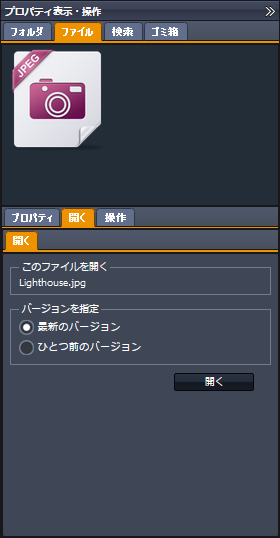 プロパティ表示・操作
フォルダ ファイル 検索 ゴミ箱
JPEG
プロパティ 開く 操作
開く
このファイルを開く
Lighthouse.jpg
バージョンを指定
最新のバージョン
ひとつ前のバージョン
開く